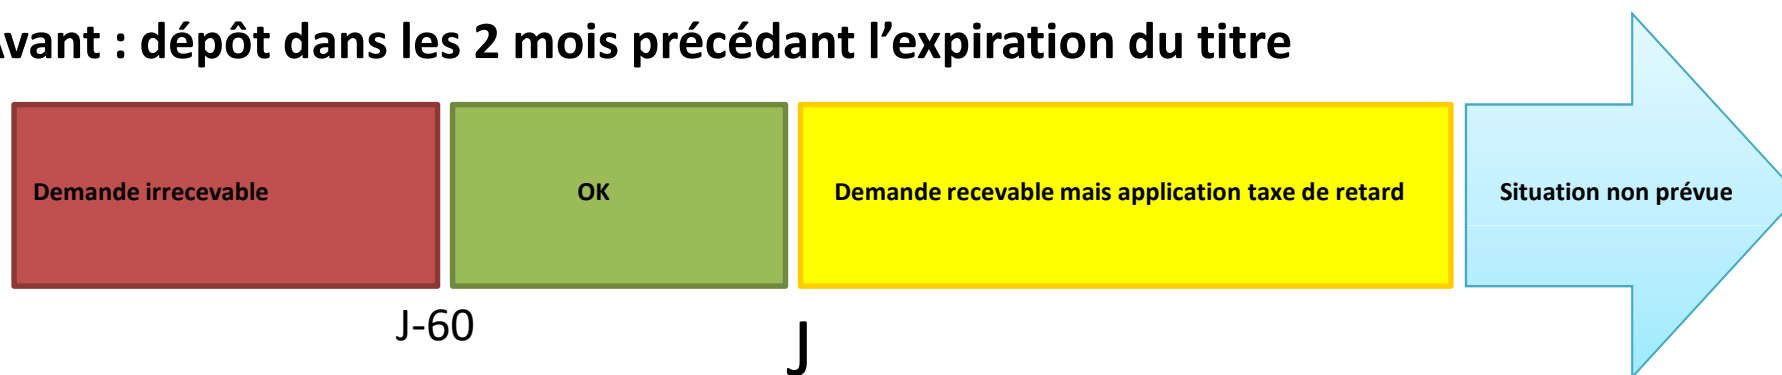 Avant : dépôt dans les 2 mois précédant l’expiration du titre
Demande irrecevable
OK
Demande recevable mais application taxe de retard
Situation non prévue
J-60
J